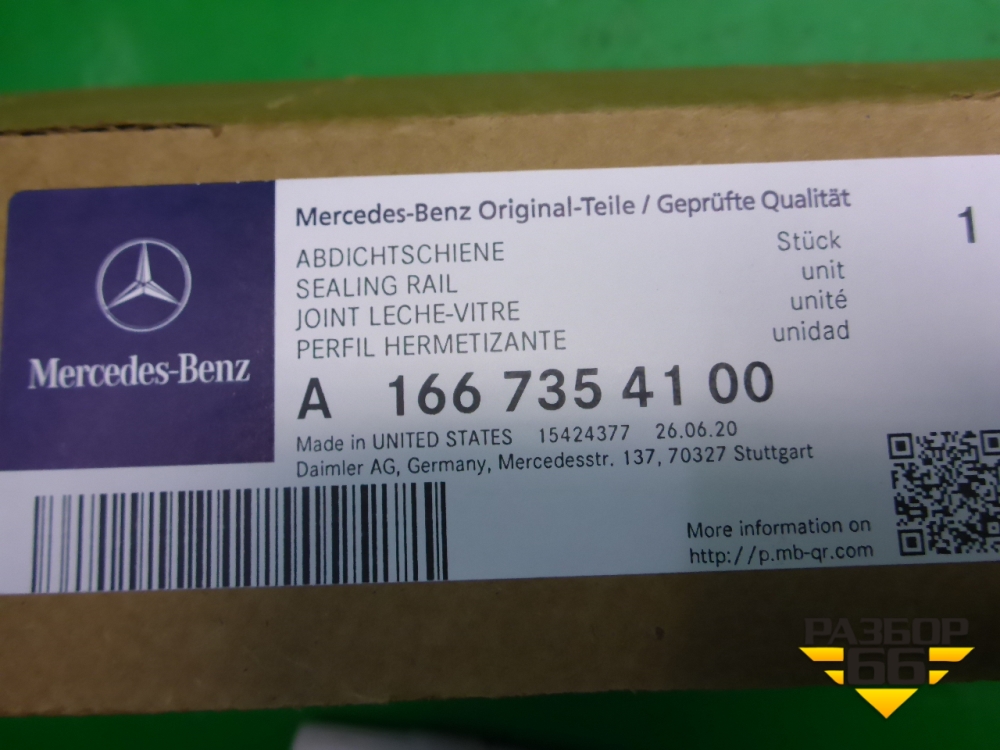 Mercedes-Benz
Mercedes-Benz Original-Teile / Geprüfte Qualität
ABDICHTSCHIENE Stück 1
SEALING RAIL unit
JOINT LECHE-VITRE unité
PERFIL HERMETIZANTE unidad
A 166 735 41 00
Made in UNITED STATES 15424377 26.06.20
Daimler AG, Germany, Mercedesstr. 137, 70327 Stuttgart
More information on
http://p.mb-qr.com
РАЗБОР
66